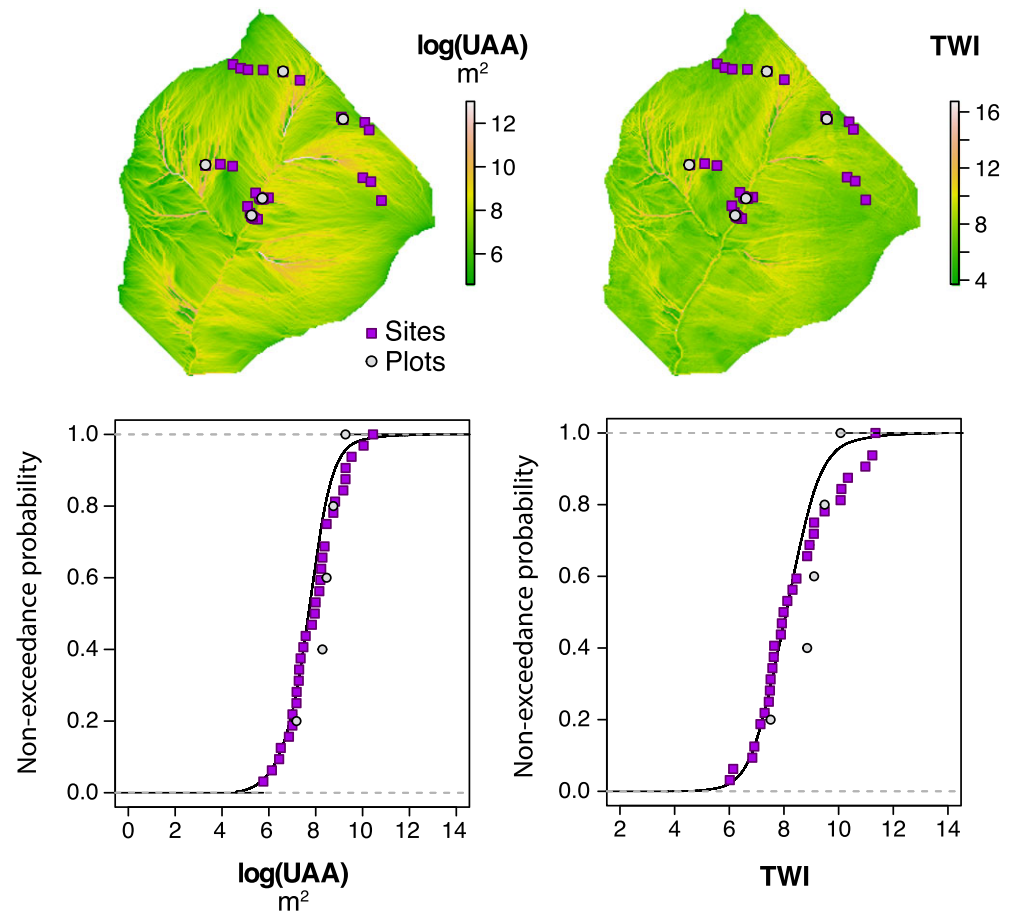 log(UAA)
m²
12
10
8
6
Sites
Plots
TWI
16
12
8
4
Non-exceedance probability
1.0
0.8
0.6
0.4
0.2
0.0
0 2 4 6 8 10 12 14
log(UAA)
m²
Non-exceedance probability
1.0
0.8
0.6
0.4
0.2
0.0
2 4 6 8 10 12 14
TWI